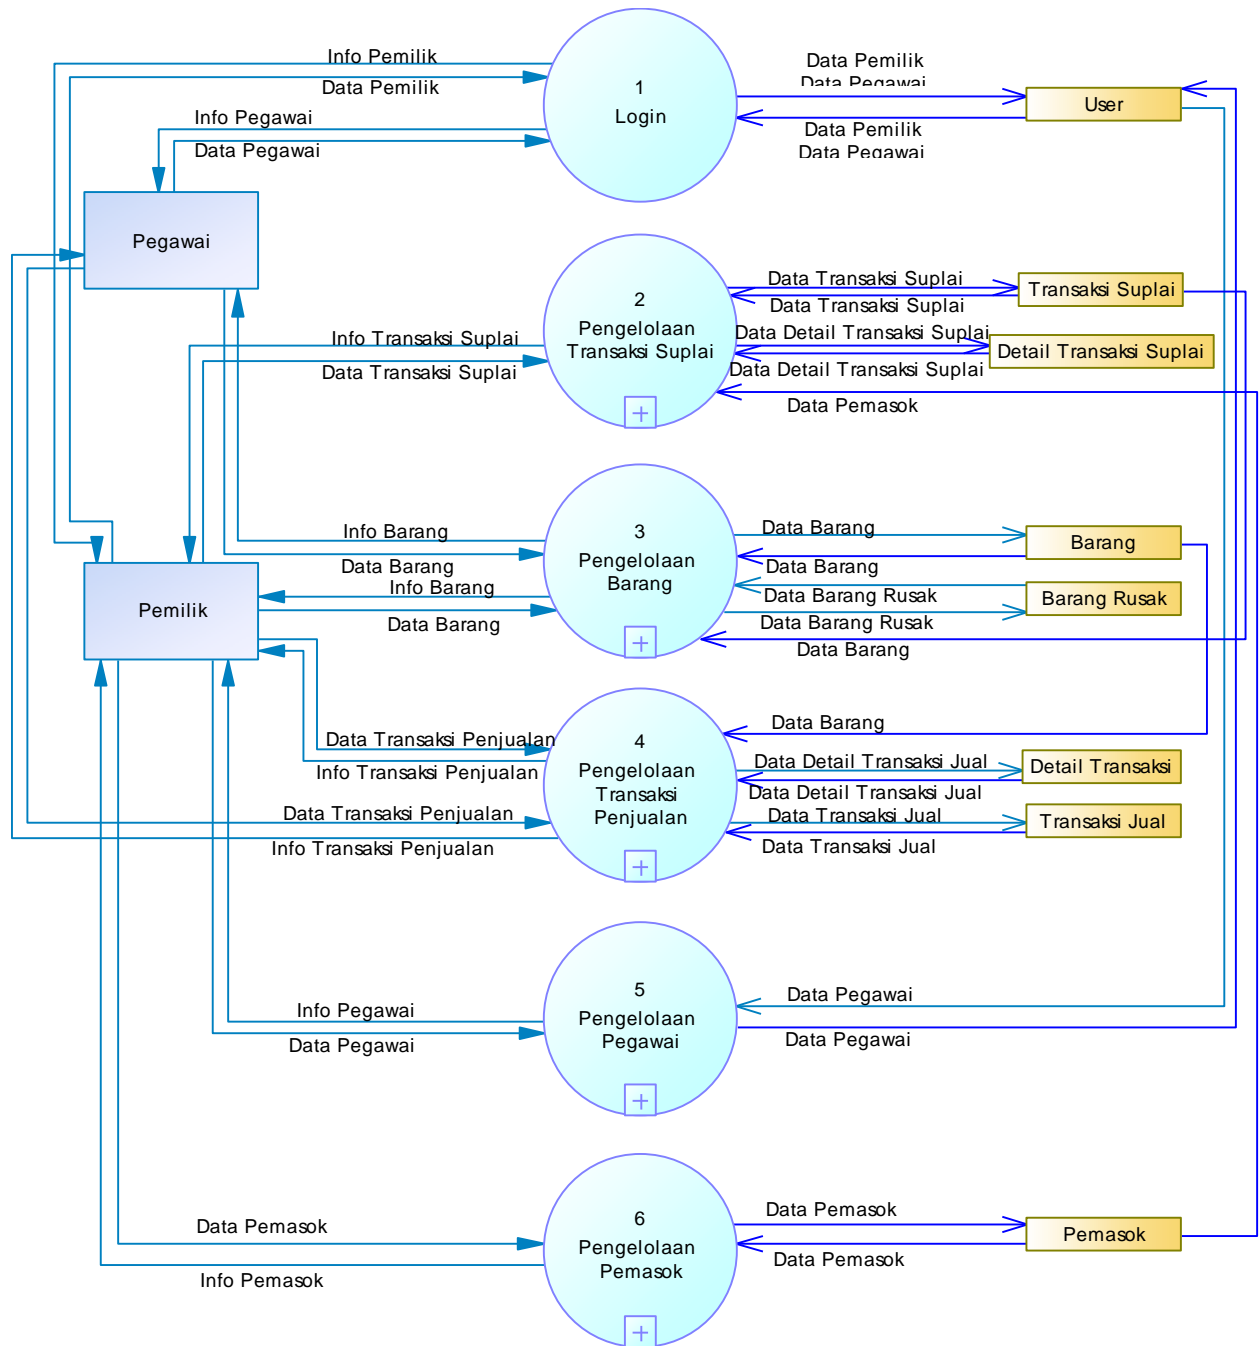 Info Pemilik
Data Pemilik
Info Pegawai
Data Pegawai
1
Login
Data Pemilik
Data Pegawai
Data Pemilik
Data Pegawai
User
Pegawai
2
Pengelolaan
Transaksi Suplai
Info Transaksi Suplai
Data Transaksi Suplai
Data Transaksi Suplai
Data Transaksi Suplai
Data Detail Transaksi Suplai
Data Detail Transaksi Suplai
Data Pemasok
Transaksi Suplai
Detail Transaksi Suplai
Pemilik
Info Barang
Data Barang
Info Barang
Data Barang
3
Pengelolaan
Barang
Data Barang
Data Barang
Data Barang Rusak
Data Barang Rusak
Data Barang
Barang
Barang Rusak
Data Transaksi Penjualan
Info Transaksi Penjualan
Data Transaksi Penjualan
Info Transaksi Penjualan
4
Pengelolaan
Transaksi
Penjualan
Data Barang
Data Detail Transaksi Jual
Data Detail Transaksi Jual
Data Transaksi Jual
Data Transaksi Jual
Detail Transaksi
Transaksi Jual
Info Pegawai
Data Pegawai
5
Pengelolaan
Pegawai
Data Pegawai
Data Pegawai
Data Pemasok
Info Pemasok
6
Pengelolaan
Pemasok
Data Pemasok
Data Pemasok
Pemasok